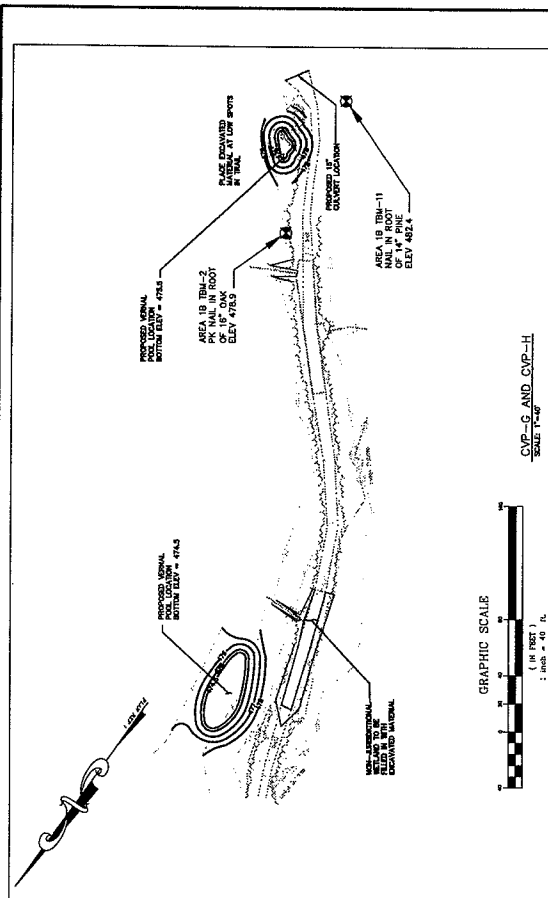 PLACE EXCAVATED
MATERIAL AT LOW SPOTS
IN TRAIL
PROPOSED VERNAL
POOL LOCATION
BOTTOM ELEV = 475.5
AREA 1B TBM-2
PK NAIL IN ROOT
OF 16" OAK
ELEV 478.9
PROPOSED 15"
CULVERT LOCATION
AREA 1B TBM-11
NAIL IN ROOT
OF 14" PINE
ELEV 482.4
PROPOSED VERNAL
POOL LOCATION
BOTTOM ELEV = 474.5
NON-JURISDICTIONAL
WETLAND TO BE
FILLED IN WITH
EXCAVATED MATERIAL
CVP-G AND CVP-H
SCALE: 1"=40'
GRAPHIC SCALE
( IN FEET )
1 inch = 40 ft.